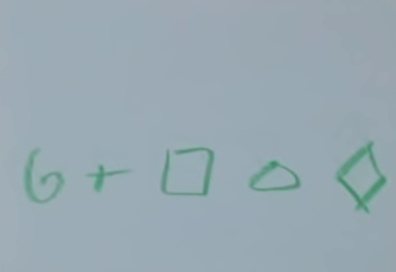 6 + □ △ ◇